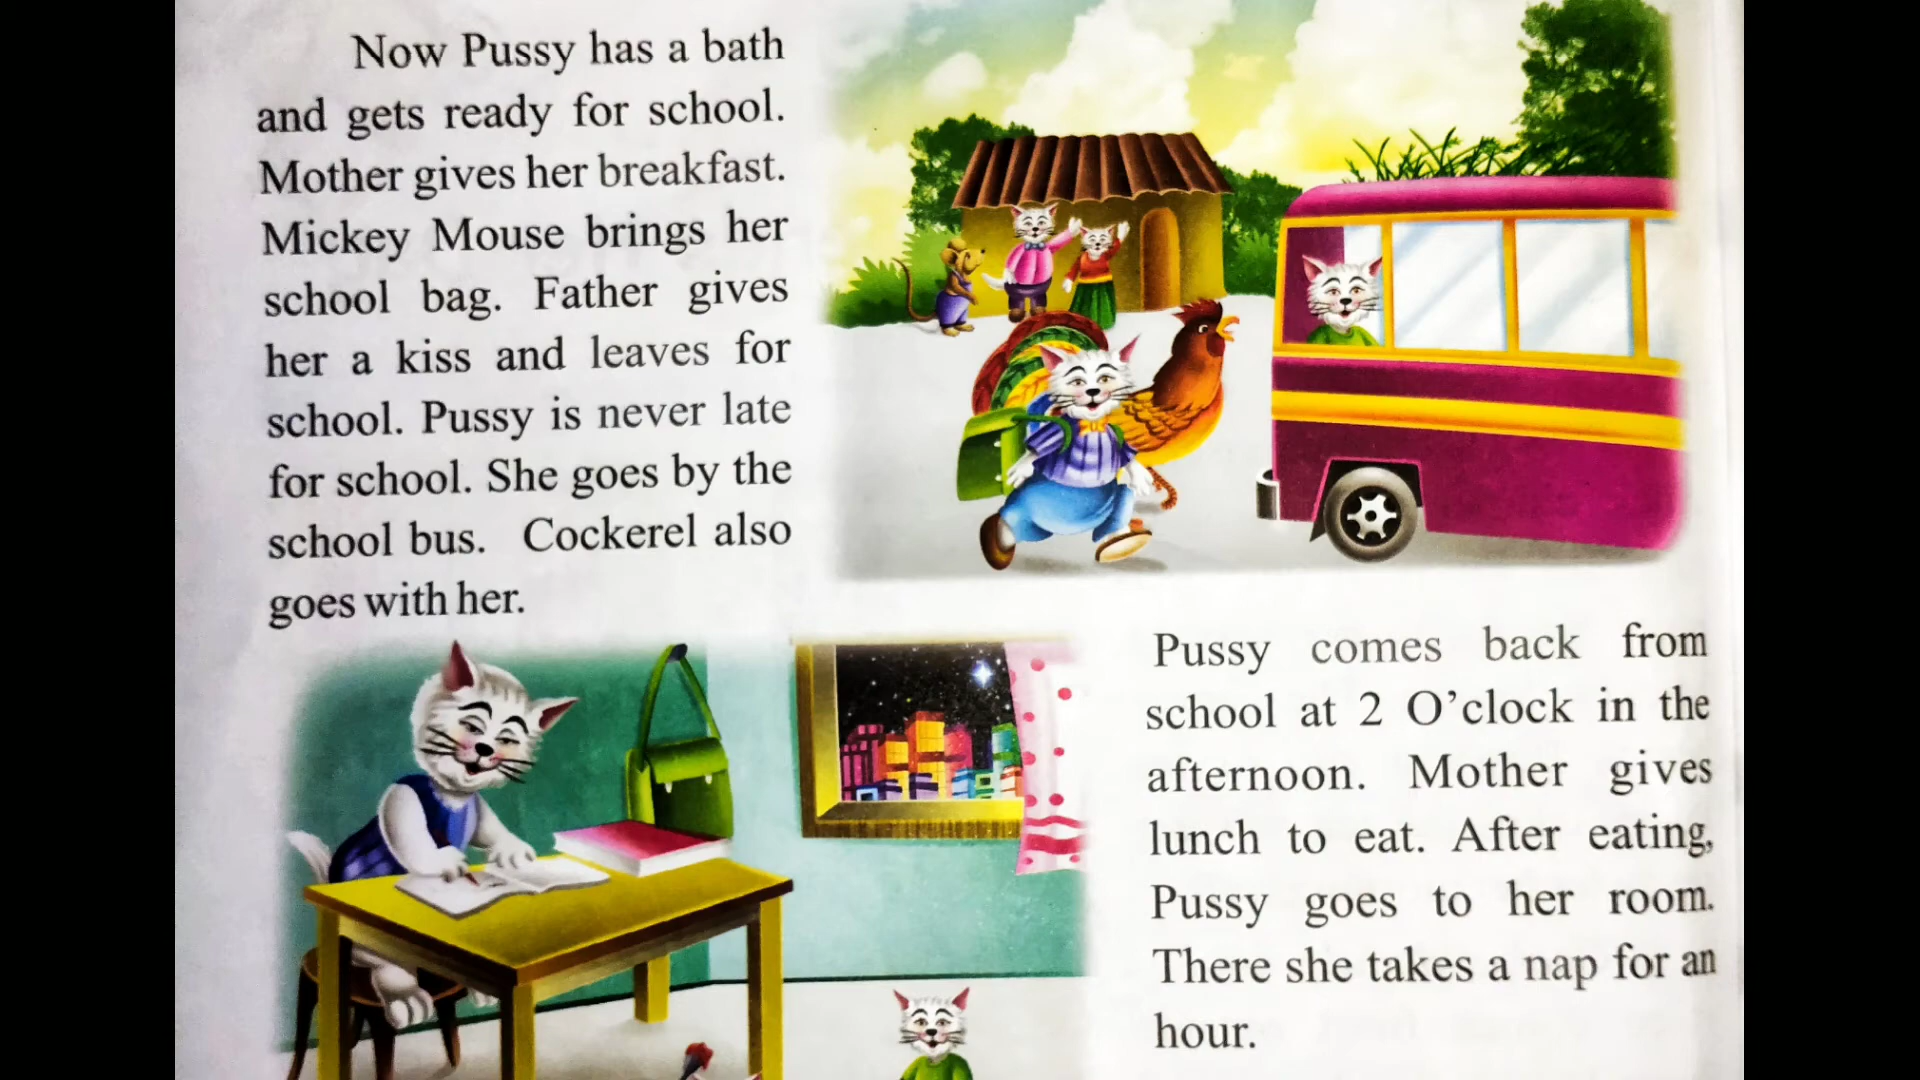 Now Pussy has a bath
and gets ready for school.
Mother gives her breakfast.
Mickey Mouse brings her
school bag. Father gives
her a kiss and leaves for
school. Pussy is never late
for school. She goes by the
school bus. Cockerel also
goes with her.
Pussy comes back from
school at 2 O’clock in the
afternoon. Mother gives
lunch to eat. After eating,
Pussy goes to her room.
There she takes a nap for an
hour.